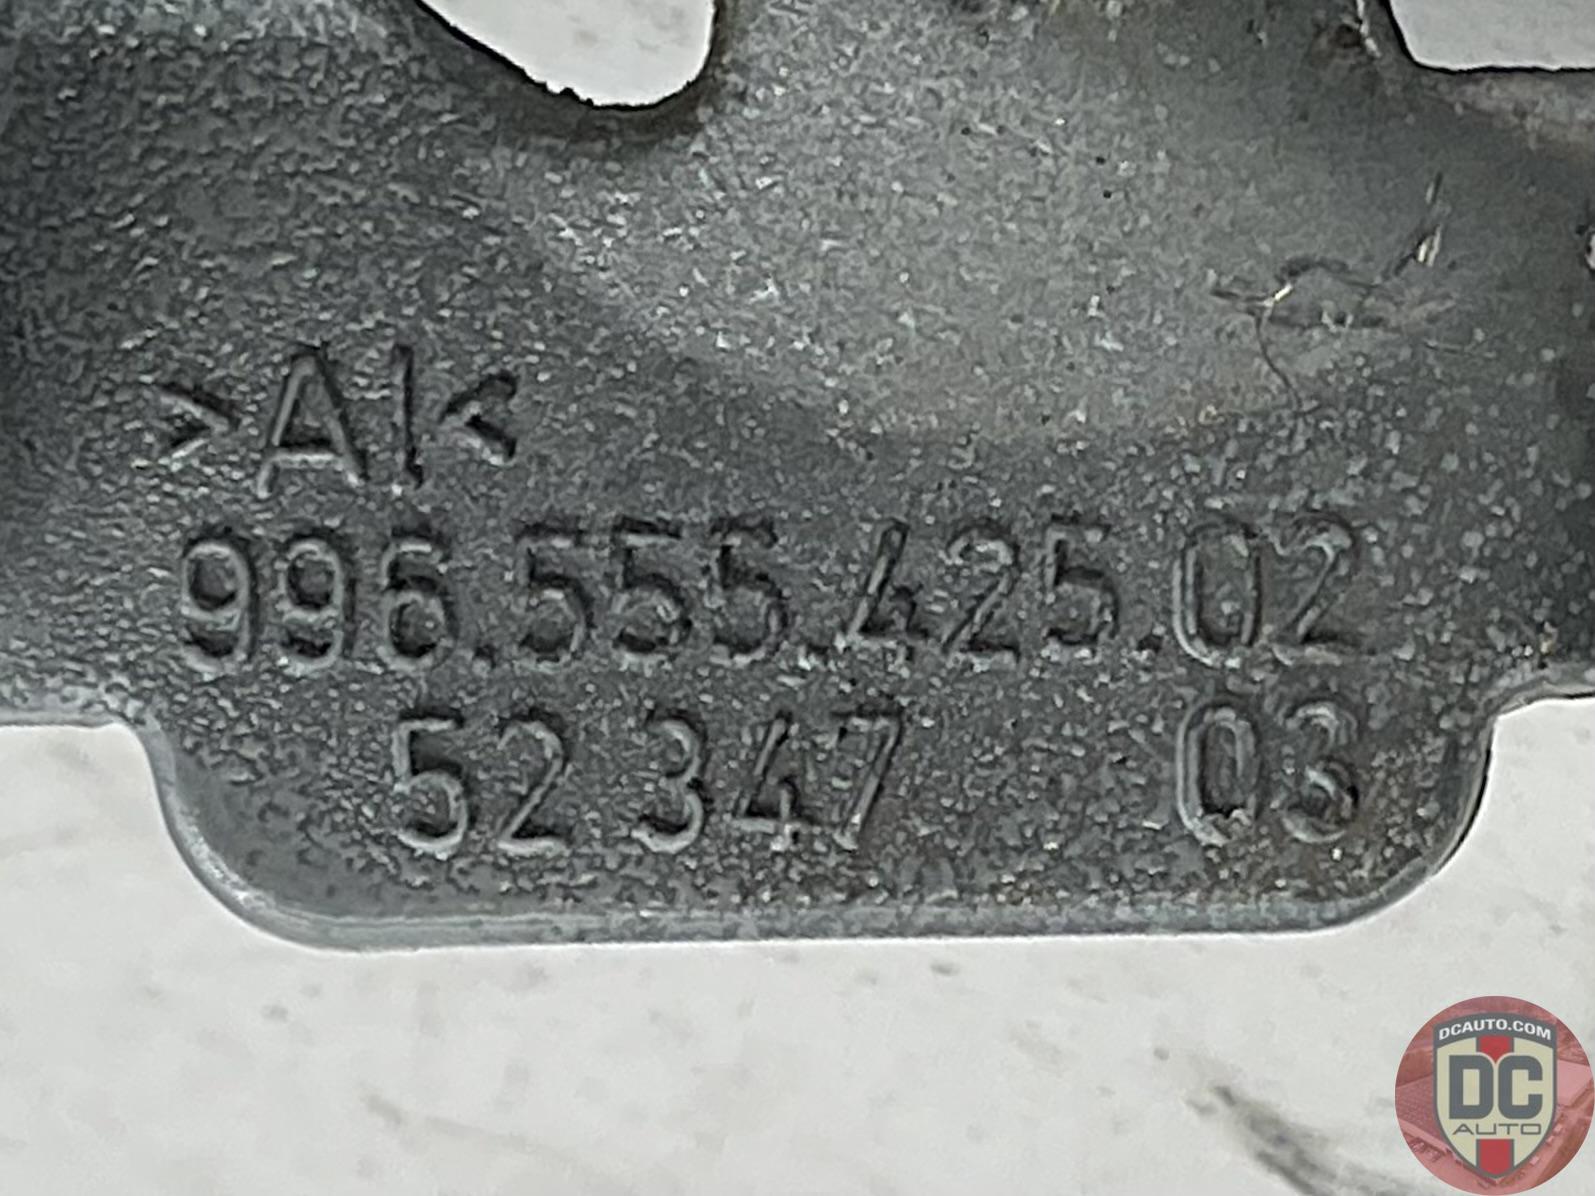 >Al<
996.555.425.02
52 347 03
DCAUTO.COM
DC
AUTO